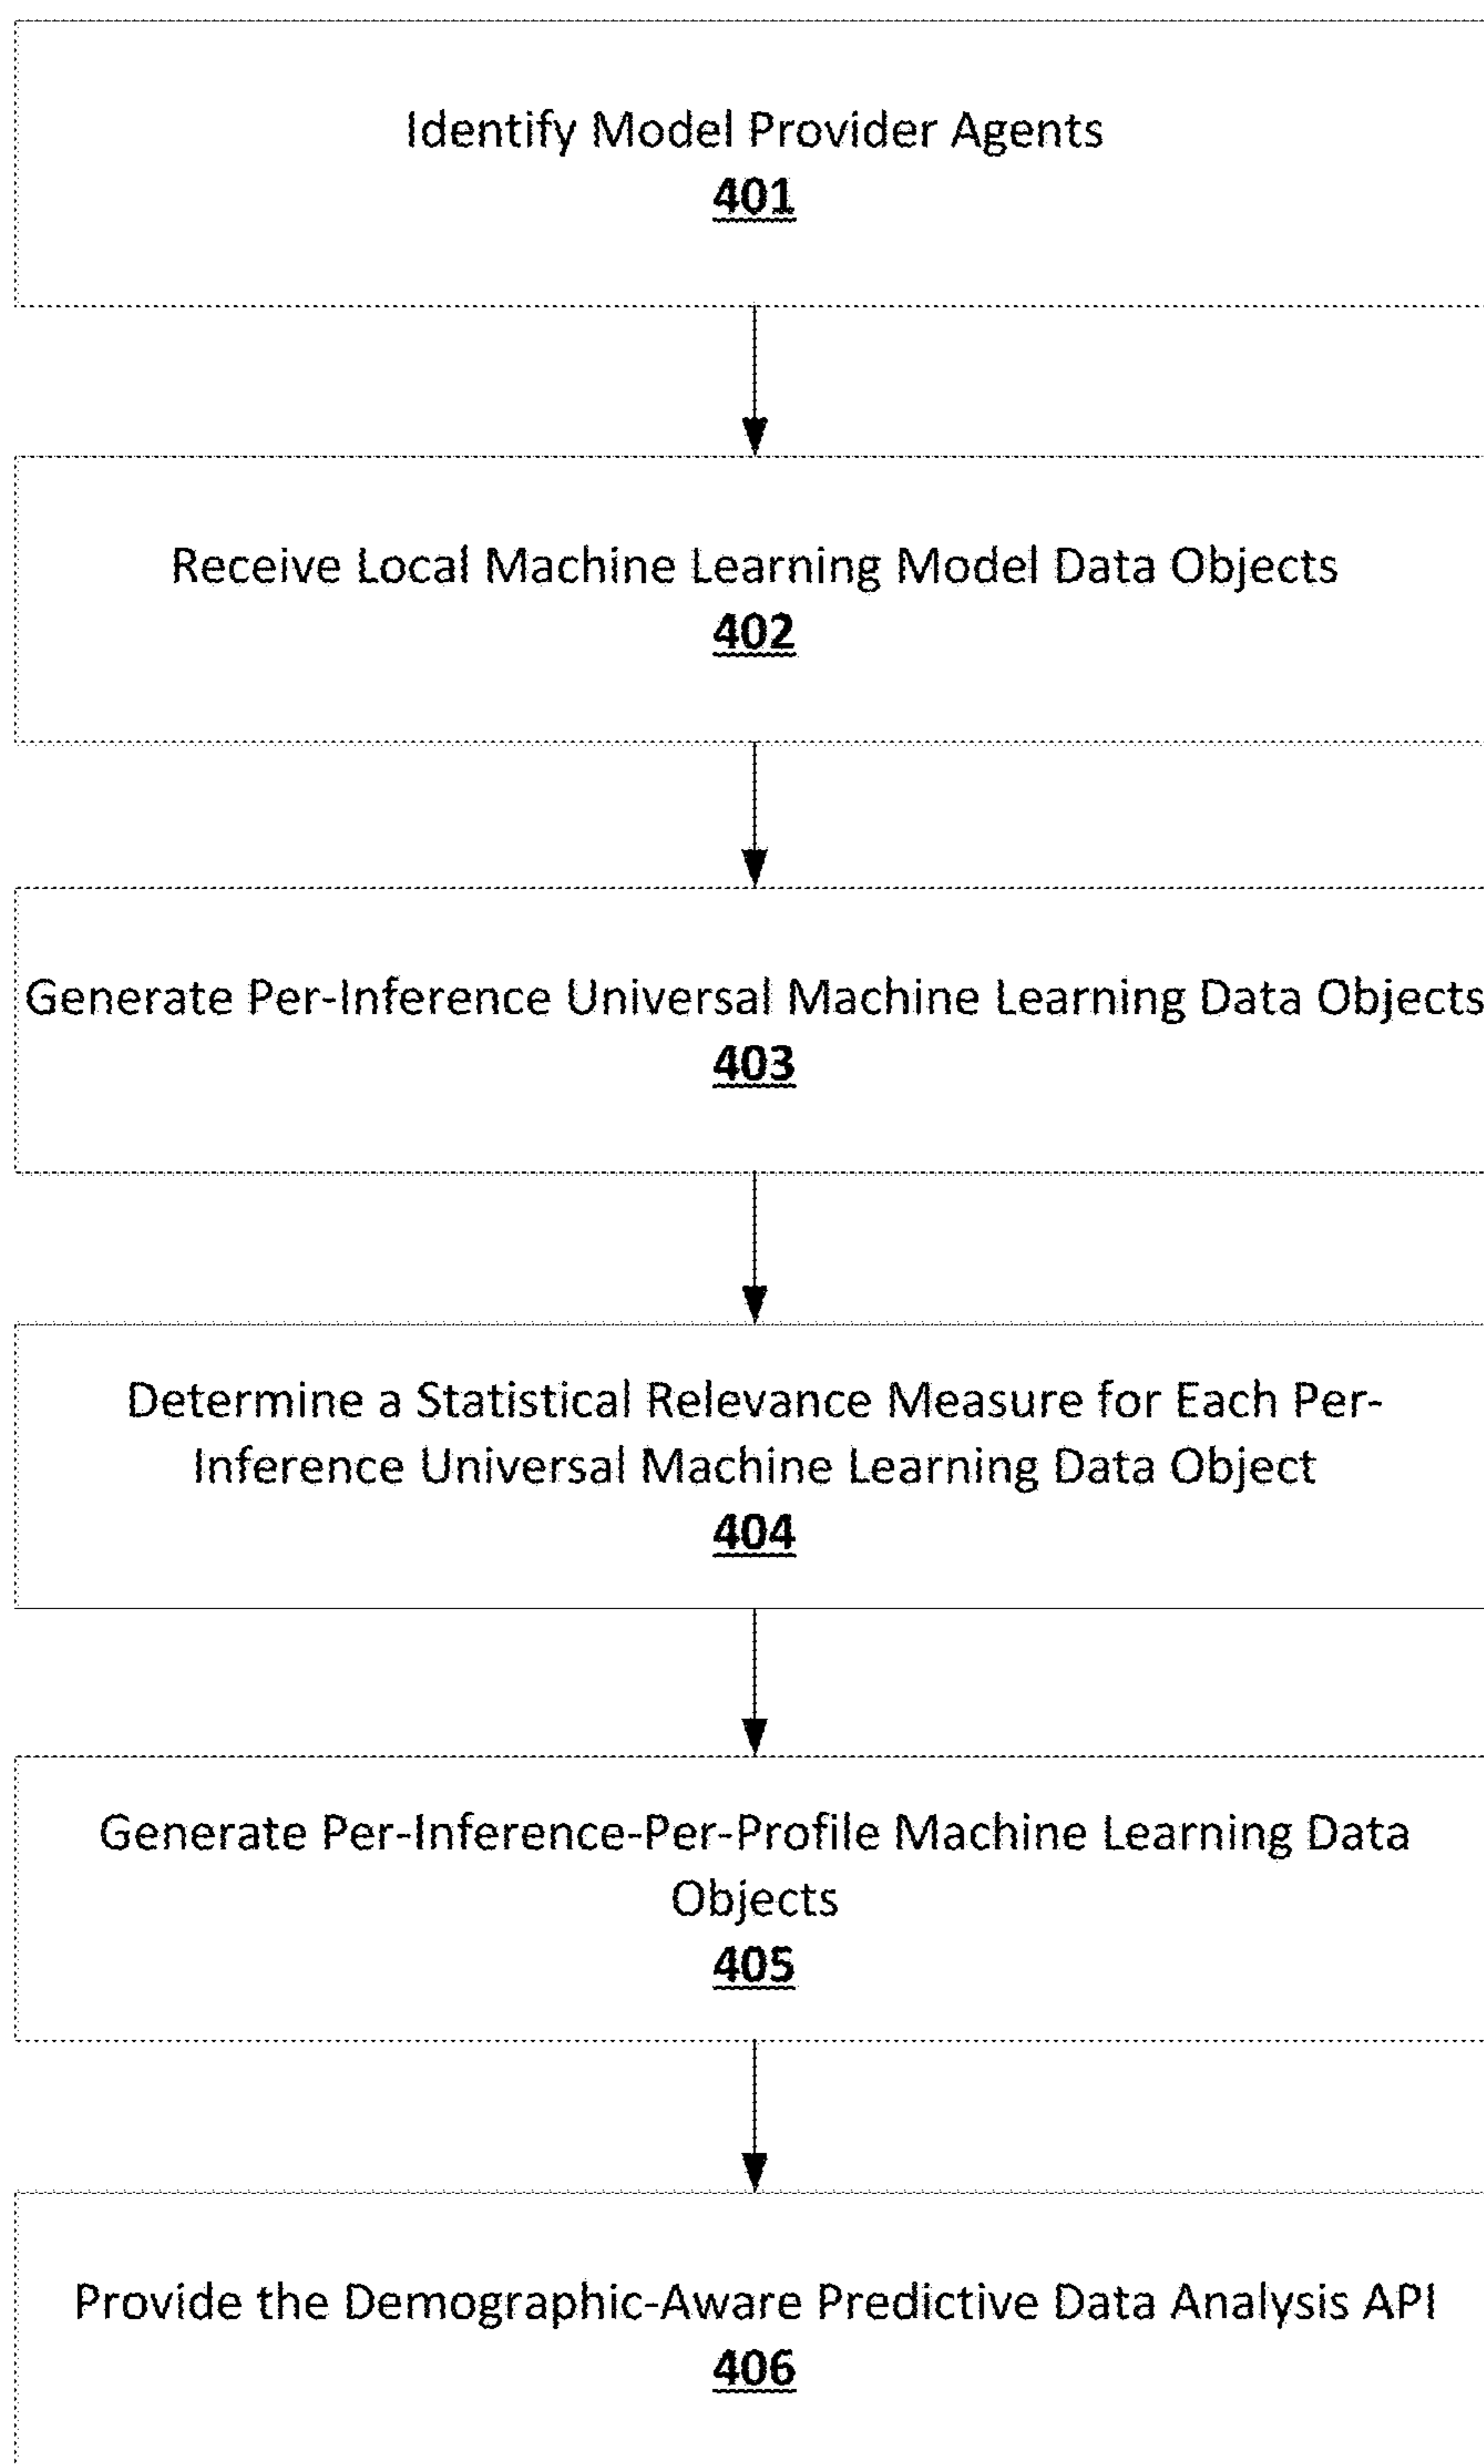 Identify Model Provider Agents
401
Receive Local Machine Learning Model Data Objects
402
Generate Per-Inference Universal Machine Learning Data Objects
403
Determine a Statistical Relevance Measure for Each Per-
Inference Universal Machine Learning Data Object
404
Generate Per-Inference-Per-Profile Machine Learning Data
Objects
405
Provide the Demographic-Aware Predictive Data Analysis API
406